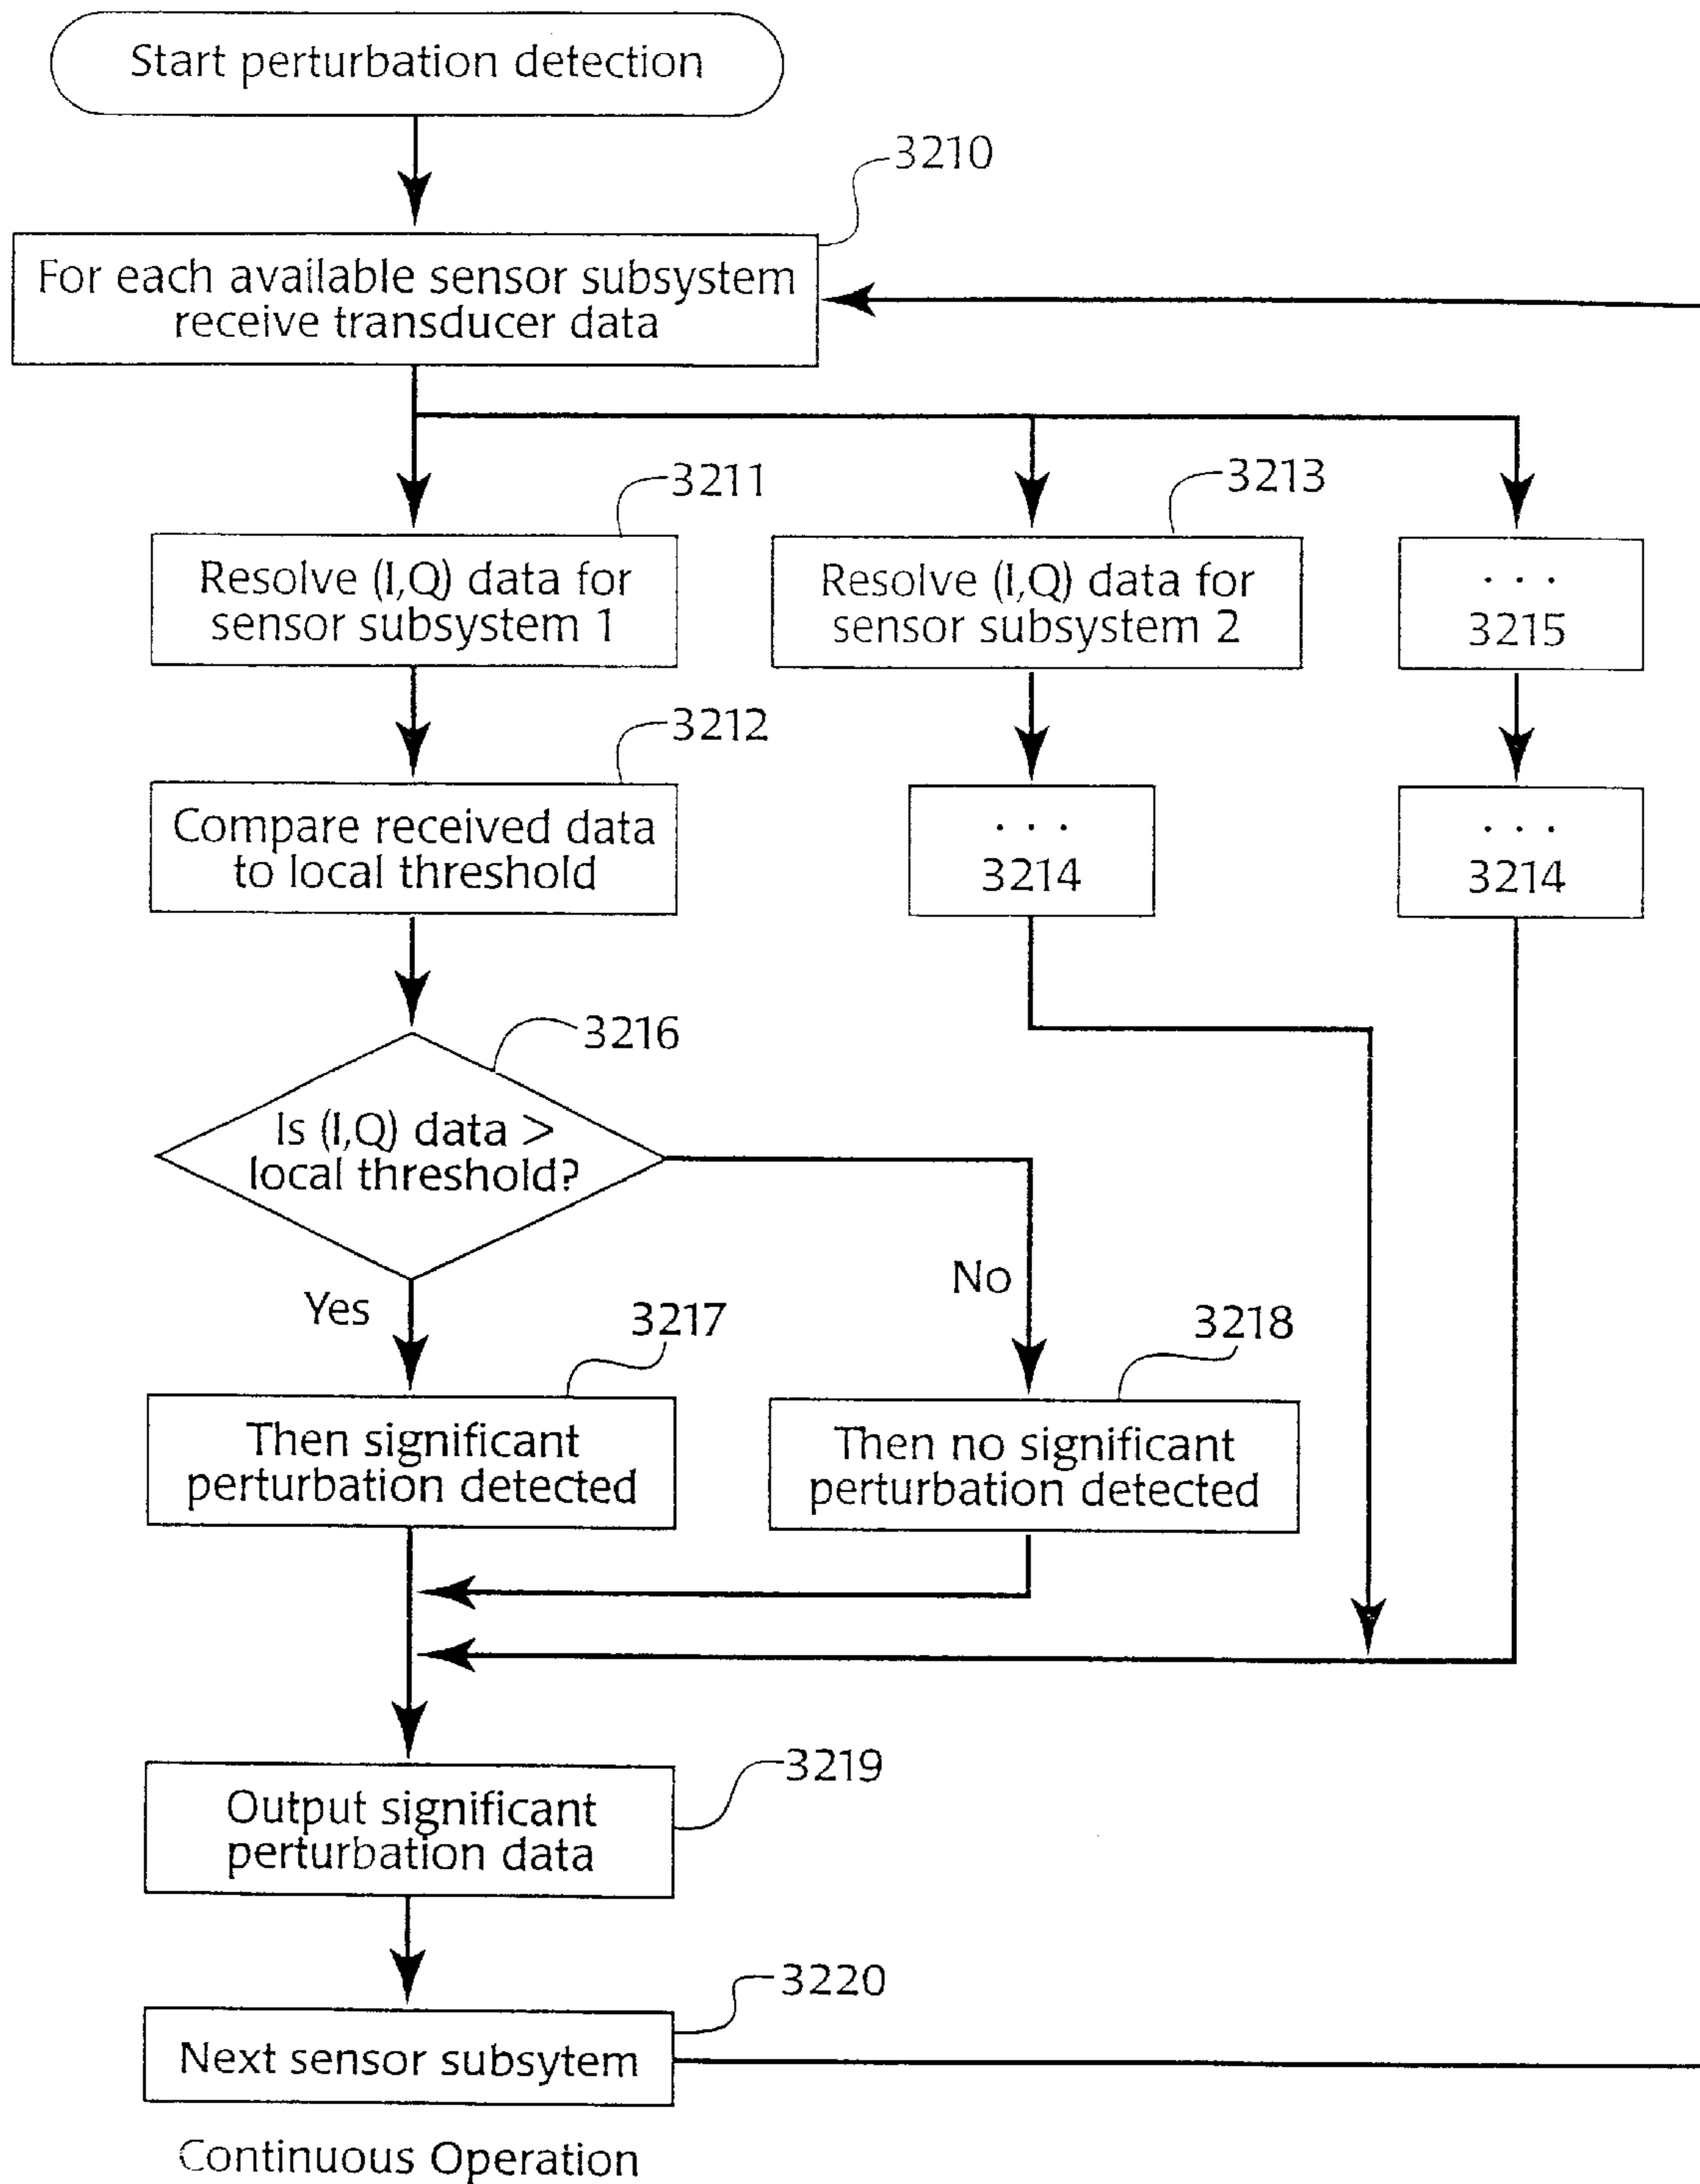 Start perturbation detection
3210
For each available sensor subsystem
receive transducer data
3211
3213
Resolve (I,Q) data for
sensor subsystem 1
Resolve (I,Q) data for
sensor subsystem 2
. . .
3215
3212
Compare received data
to local threshold
. . .
3214
. . .
3214
3216
Is (I,Q) data >
local threshold?
Yes
No
3217
3218
Then significant
perturbation detected
Then no significant
perturbation detected
3219
Output significant
perturbation data
3220
Next sensor subsytem
Continuous Operation